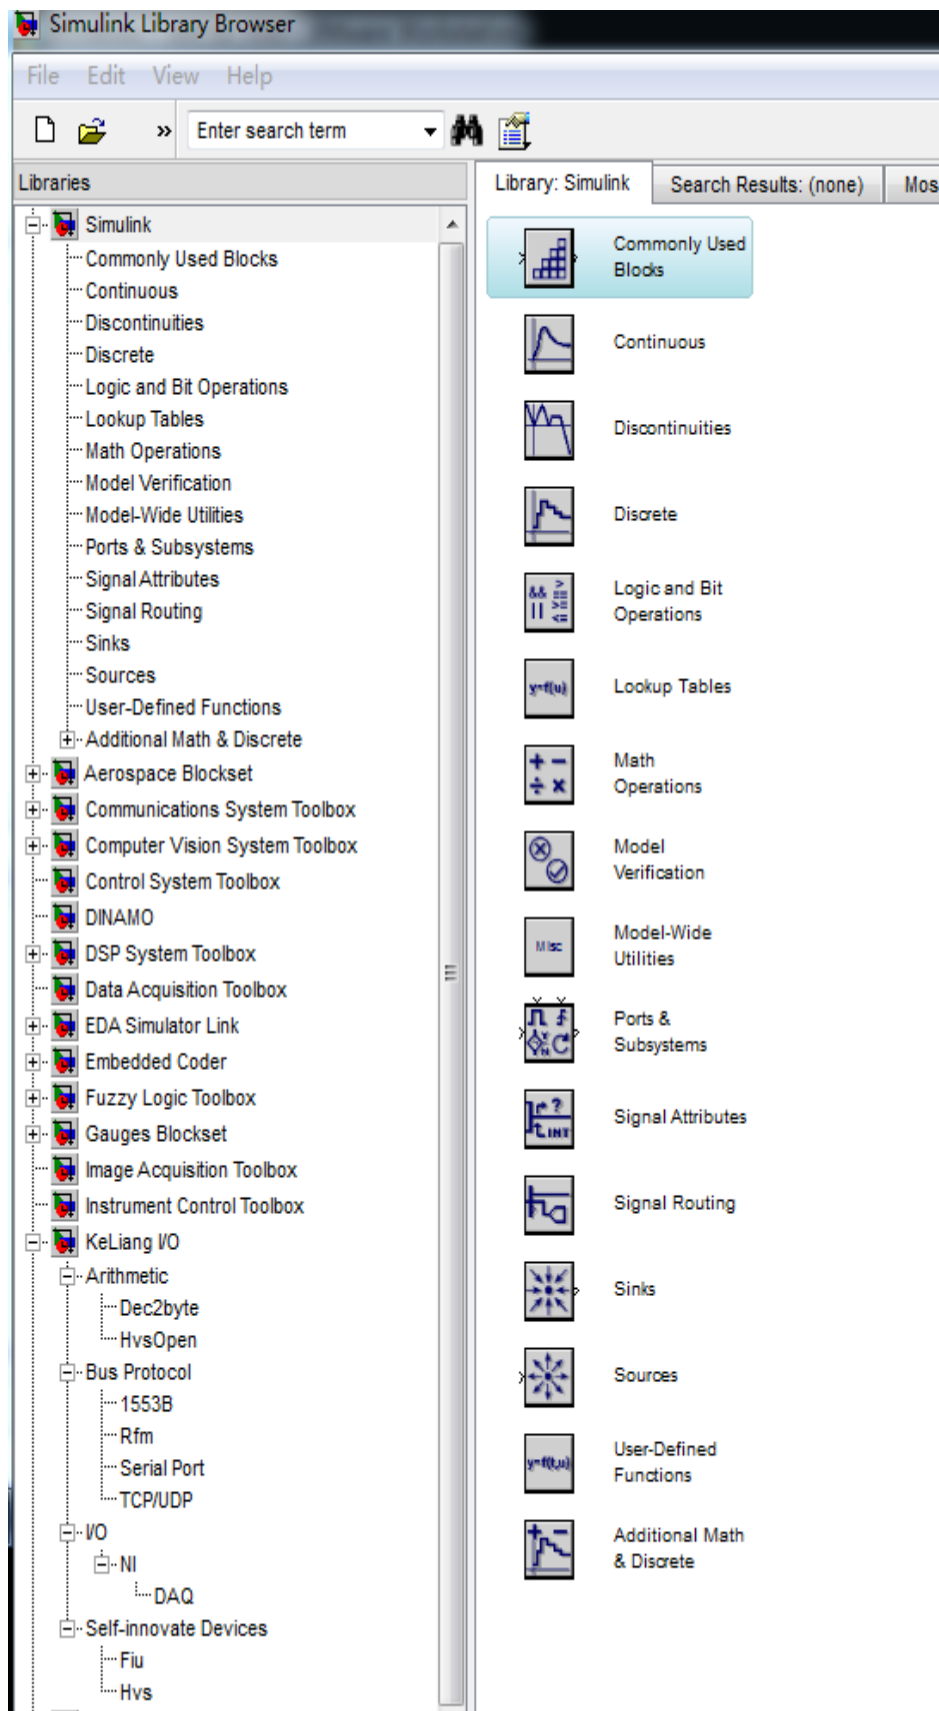 Simulink Library Browser
File Edit View Help
» Enter search term
Libraries
Library: Simulink Search Results: (none) Mos
Simulink
Commonly Used Blocks
Continuous
Discontinuities
Discrete
Logic and Bit Operations
Lookup Tables
Math Operations
Model Verification
Model-Wide Utilities
Ports & Subsystems
Signal Attributes
Signal Routing
Sinks
Sources
User-Defined Functions
Additional Math & Discrete
Aerospace Blockset
Communications System Toolbox
Computer Vision System Toolbox
Control System Toolbox
DINAMO
DSP System Toolbox
Data Acquisition Toolbox
EDA Simulator Link
Embedded Coder
Fuzzy Logic Toolbox
Gauges Blockset
Image Acquisition Toolbox
Instrument Control Toolbox
KeLiang I/O
Arithmetic
Dec2byte
HvsOpen
Bus Protocol
1553B
Rfm
Serial Port
TCP/UDP
I/O
NI
DAQ
Self-innovate Devices
Fiu
Hvs
Commonly Used
Blocks
Continuous
Discontinuities
Discrete
&& >
|| >= <=
Logic and Bit
Operations
y=f(u)
Lookup Tables
+ −
÷ ×
Math
Operations
Model
Verification
Misc
Model-Wide
Utilities
Y
N
Ports &
Subsystems
?
INT
Signal Attributes
Signal Routing
Sinks
Sources
y=f(t,u)
User-Defined
Functions
+ −
Additional Math
& Discrete